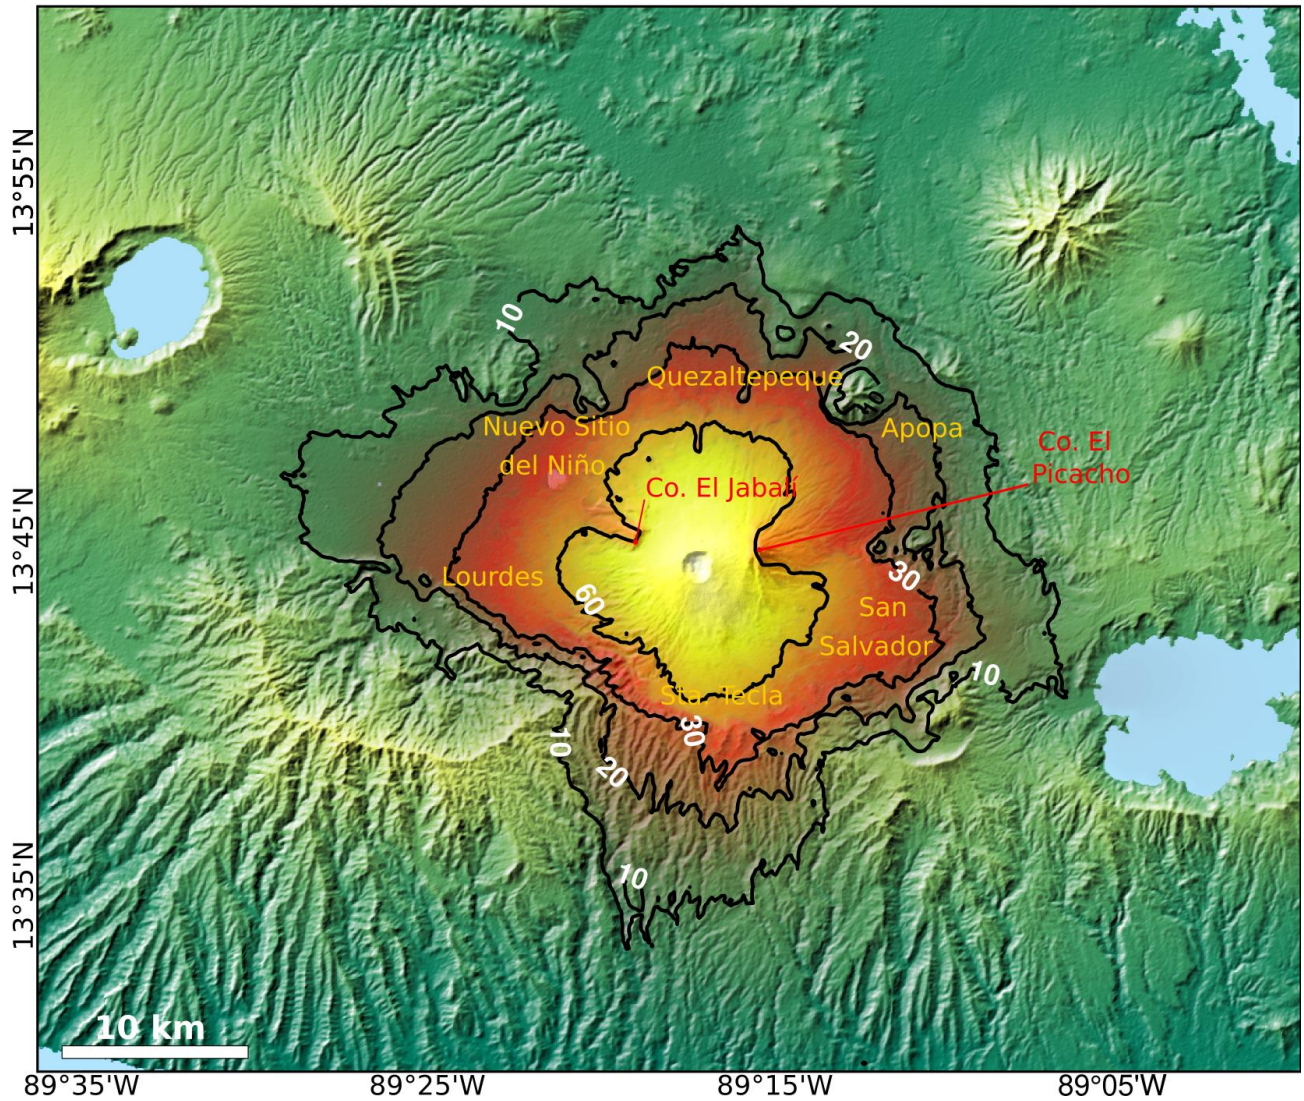 13°55'N
10
20
Quezaltepeque
Nuevo Sitio
del Niño
Apopa
Co. El
Picacho
Co. El Jabalí
13°45'N
Lourdes
60
30
San
Salvador
10
Sta. Tecla
30
10
20
10
13°35'N
10 km
89°35'W
89°25'W
89°15'W
89°05'W